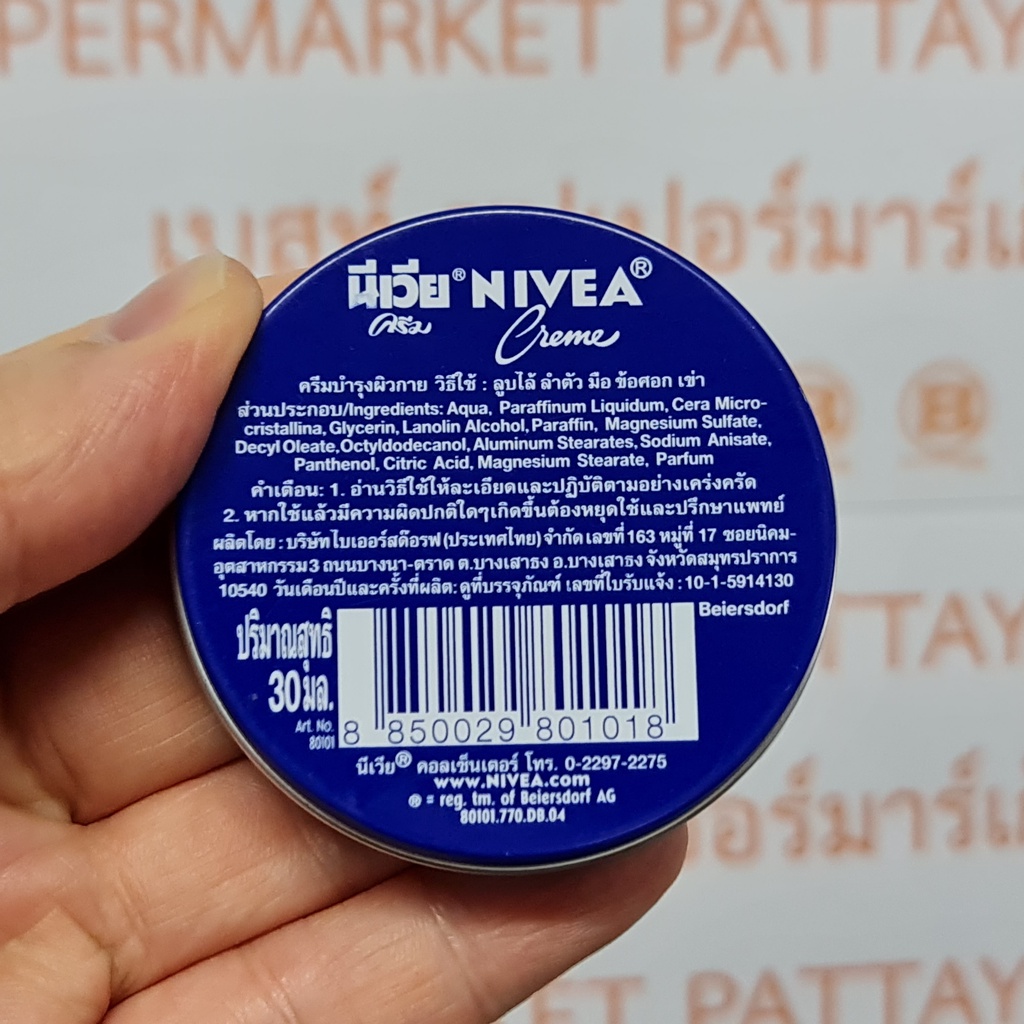 PERMARKET PATTAY
นีเวีย® NIVEA®
ครีม Creme
ครีมบำรุงผิวกาย วิธีใช้ : ลูบไล้ ลำตัว มือ ข้อศอก เข่า
ส่วนประกอบ/Ingredients: Aqua, Paraffinum Liquidum, Cera Micro-
cristallina, Glycerin, Lanolin Alcohol, Paraffin, Magnesium Sulfate,
Decyl Oleate, Octyldodecanol, Aluminum Stearates, Sodium Anisate,
Panthenol, Citric Acid, Magnesium Stearate, Parfum
คำเตือน: 1. อ่านวิธีใช้ให้ละเอียดและปฏิบัติตามอย่างเคร่งครัด
2. หากใช้แล้วมีความผิดปกติใดๆเกิดขึ้นต้องหยุดใช้และปรึกษาแพทย์
ผลิตโดย : บริษัทไบเออร์สด๊อรฟ (ประเทศไทย) จำกัด เลขที่ 163 หมู่ที่ 17 ซอยนิคม-
อุตสาหกรรม3 ถนนบางนา-ตราด ต.บางเสาธง อ.บางเสาธง จังหวัดสมุทรปราการ
10540 วันเดือนปีและครั้งที่ผลิต: ดูที่บรรจุภัณฑ์ เลขที่ใบรับแจ้ง : 10-1-5914130
Beiersdorf
ปริมาณสุทธิ
30 มล.
Art. No.
80101
8 850029 801018
นีเวีย® คอลเซ็นเตอร์ โทร. 0-2297-2275
www.NIVEA.com
® = reg. tm. of Beiersdorf AG
80101.770.DB.04
PATTAY
ET PATTAY